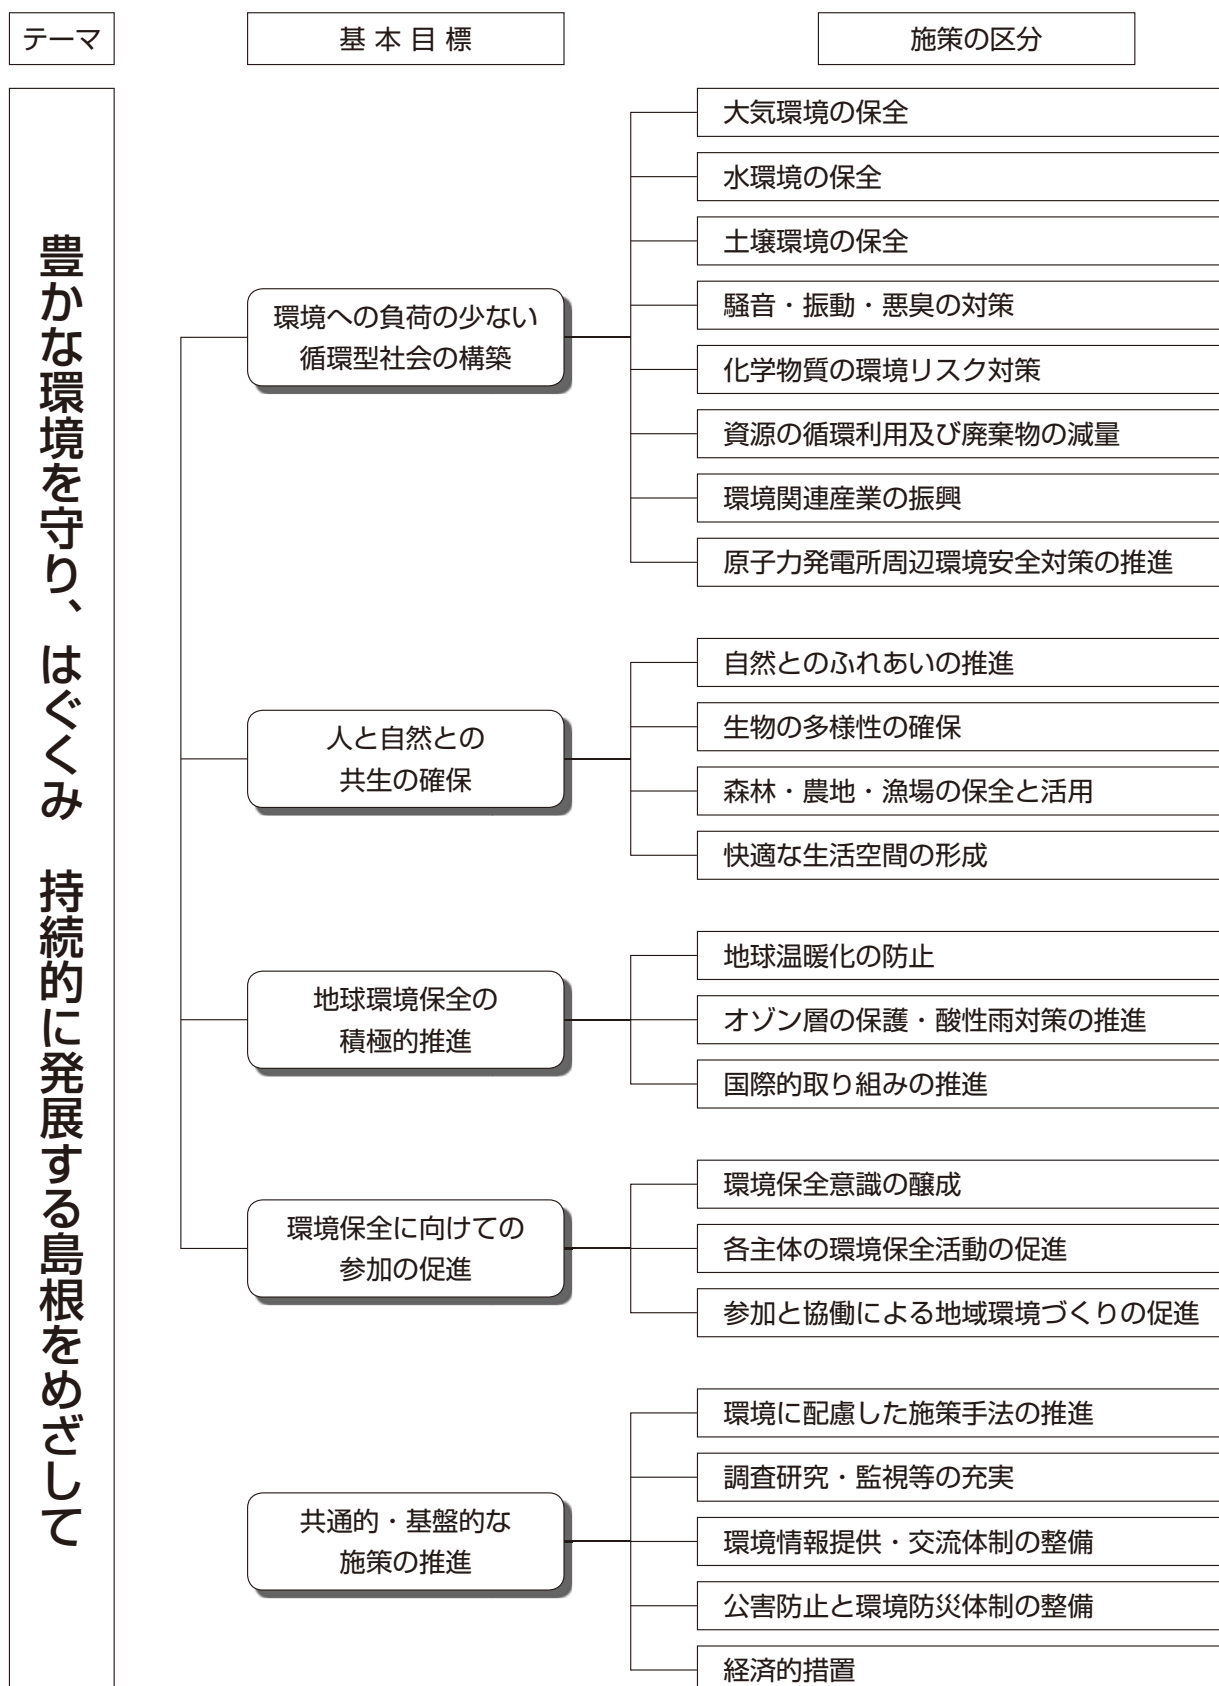 テーマ
基本目標
施策の区分
豊かな環境を守り、はぐくみ　持続的に発展する島根をめざして
環境への負荷の少ない
循環型社会の構築
大気環境の保全
水環境の保全
土壌環境の保全
騒音・振動・悪臭の対策
化学物質の環境リスク対策
資源の循環利用及び廃棄物の減量
環境関連産業の振興
原子力発電所周辺環境安全対策の推進
人と自然との
共生の確保
自然とのふれあいの推進
生物の多様性の確保
森林・農地・漁場の保全と活用
快適な生活空間の形成
地球環境保全の
積極的推進
地球温暖化の防止
オゾン層の保護・酸性雨対策の推進
国際的取り組みの推進
環境保全に向けての
参加の促進
環境保全意識の醸成
各主体の環境保全活動の促進
参加と協働による地域環境づくりの促進
共通的・基盤的な
施策の推進
環境に配慮した施策手法の推進
調査研究・監視等の充実
環境情報提供・交流体制の整備
公害防止と環境防災体制の整備
経済的措置